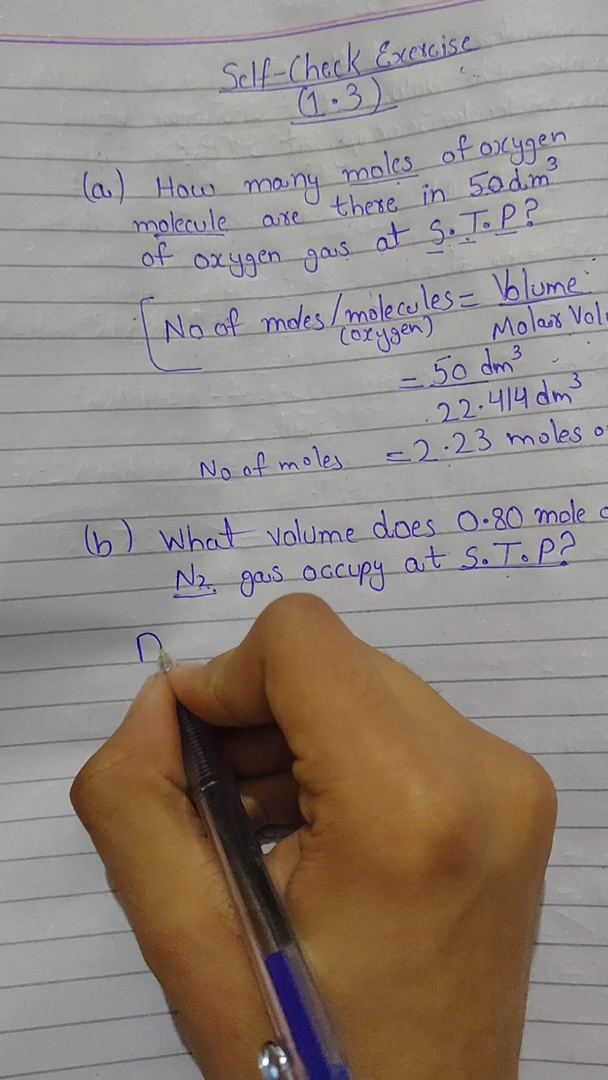 Self-Check Exercise
(1.3)
(a) How many moles of oxygen
molecule are there in 50dm³
of oxygen gas at S.T.P?
No of moles/molecules = Volume
(oxygen) Molar Vol
= 50 dm³
22.414 dm³
No of moles = 2.23 moles o
(b) What volume does 0.80 mole
N₂ gas occupy at S.T.P?